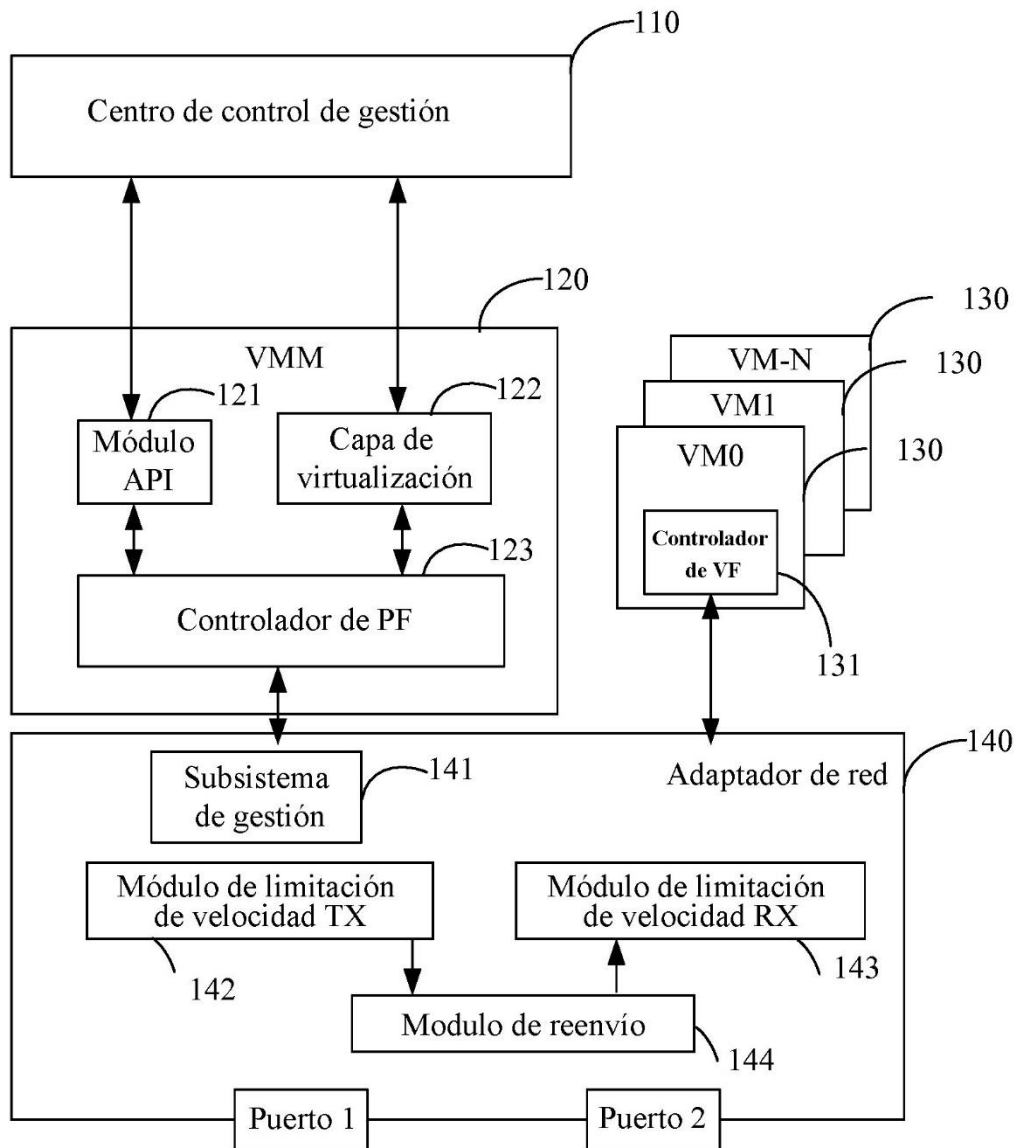 110
Centro de control de gestión
120
130
VMM
VM-N
121
122
130
VM1
Módulo
API
Capa de
virtualización
VM0
130
123
Controlador
de VF
Controlador de PF
131
140
Subsistema
de gestión
141
Adaptador de red
Módulo de limitación
de velocidad TX
Módulo de limitación
de velocidad RX
142
143
Modulo de reenvío
144
Puerto 1
Puerto 2